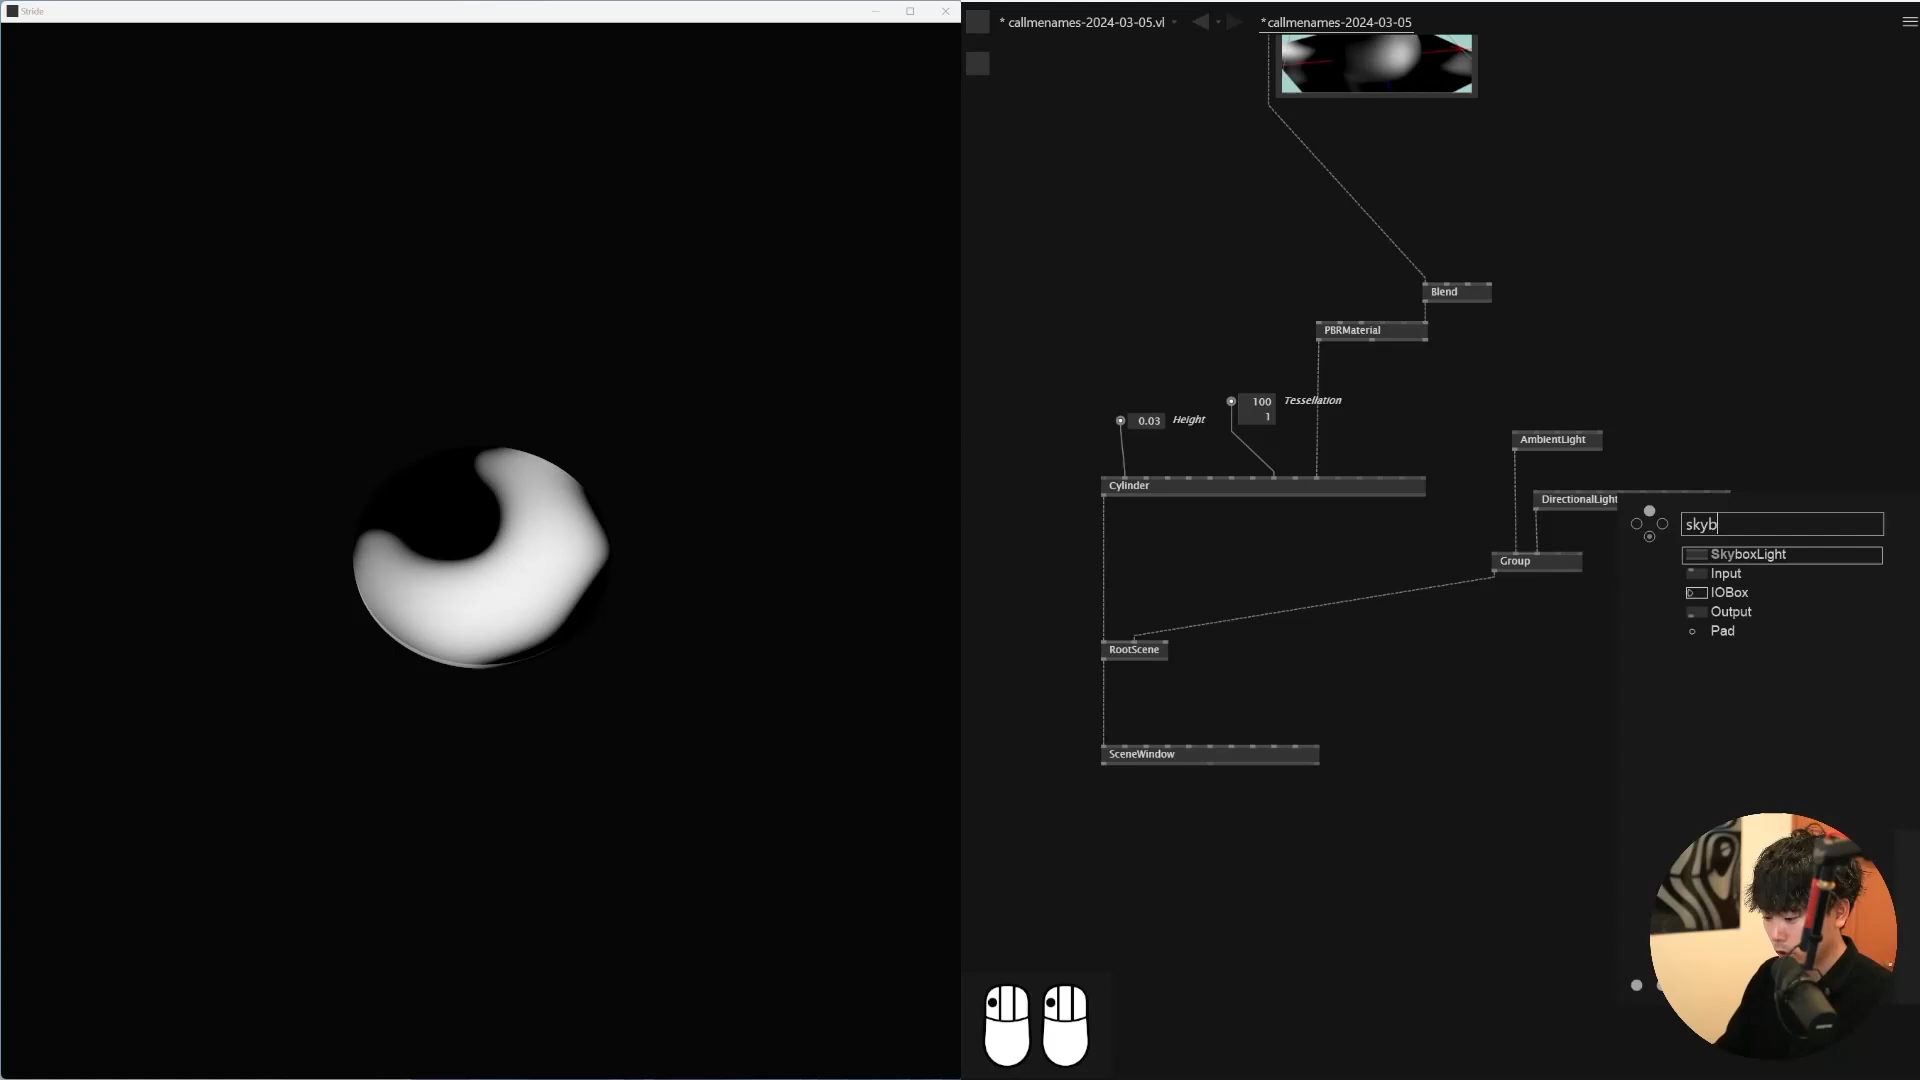 Stride
* callmenames-2024-03-05.vl
*callmenames-2024-03-05
Blend
PBRMaterial
100
1
Tessellation
0.03
Height
AmbientLight
Cylinder
DirectionalLight
skyb
SkyboxLight
Input
IOBox
Output
Pad
Group
RootScene
SceneWindow